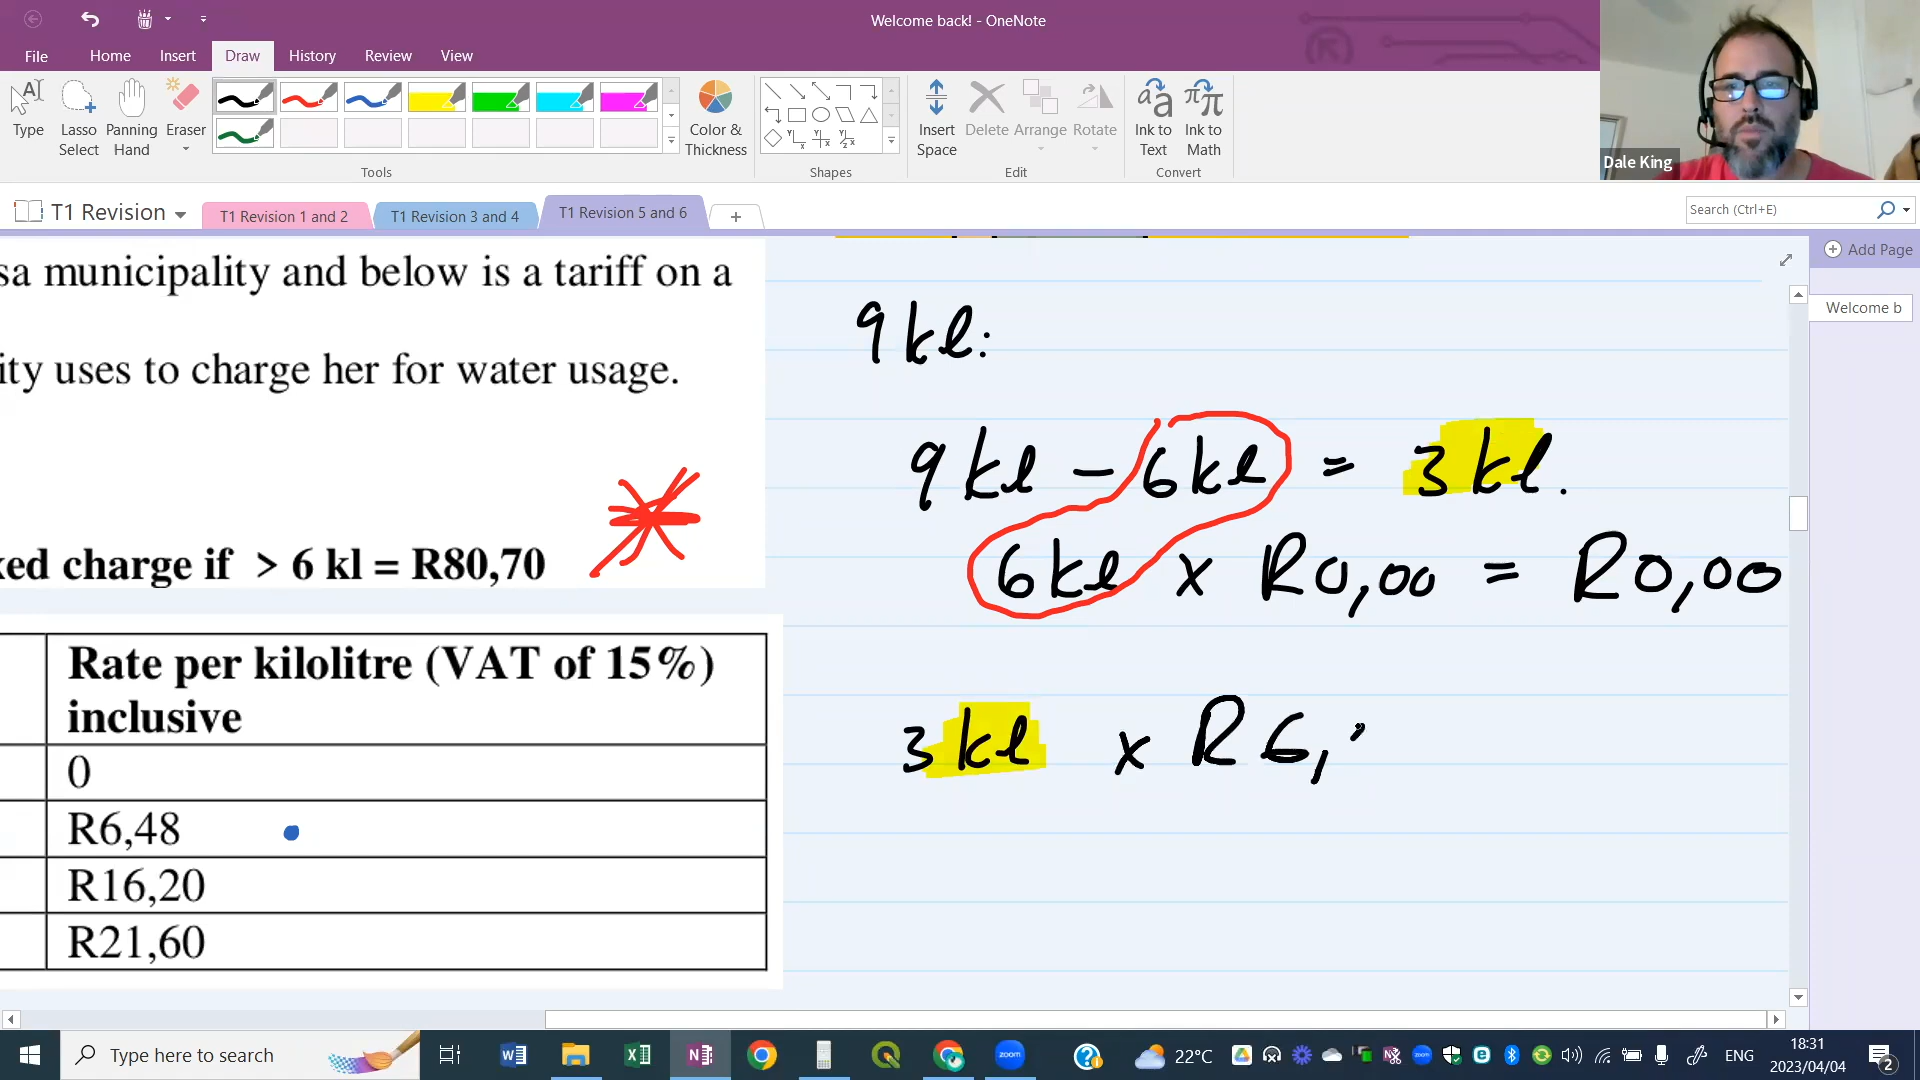 Welcome back! - OneNote
File Home Insert Draw History Review View
Type
Lasso Select
Panning Hand
Eraser
Color & Thickness
Insert Space
Delete Arrange Rotate
Ink to Text
Ink to Math
Tools Shapes Edit Convert
Dale King
T1 Revision
T1 Revision 1 and 2
T1 Revision 3 and 4
T1 Revision 5 and 6
Search (Ctrl+E)
Add Page
Welcome b
sa municipality and below is a tariff on a
ity uses to charge her for water usage.
xed charge if > 6 kl = R80,70
Rate per kilolitre (VAT of 15%)
inclusive
0
R6,48
R16,20
R21,60
9kl:
9kl - 6kl = 3kl.
6kl x R0,00 = R0,00
3kl x R6,
Type here to search
zoom
22°C
ENG
18:31
2023/04/04
2